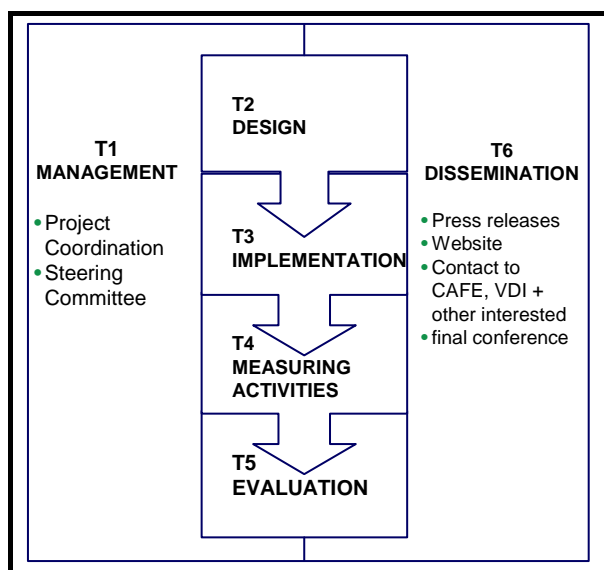 T1
MANAGEMENT
• Project
Coordination
• Steering
Committee
T2
DESIGN
T3
IMPLEMENTATION
T4
MEASURING
ACTIVITIES
T5
EVALUATION
T6
DISSEMINATION
• Press releases
• Website
• Contact to
CAFE, VDI +
other interested
• final conference